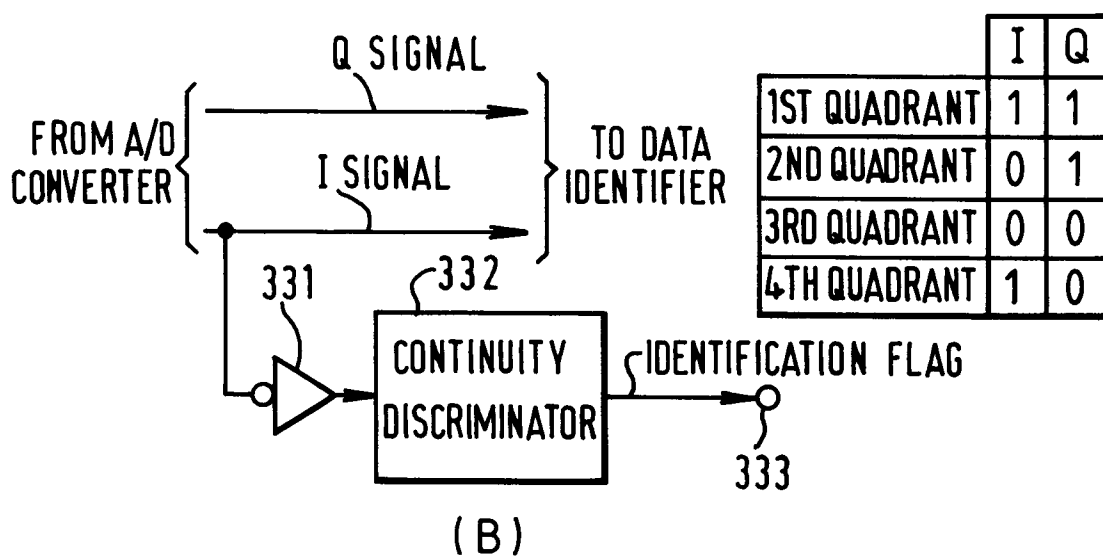 Q SIGNAL
FROM A/D
CONVERTER
I SIGNAL
TO DATA
IDENTIFIER
I Q
1ST QUADRANT 1 1
2ND QUADRANT 0 1
3RD QUADRANT 0 0
4TH QUADRANT 1 0
331
332
CONTINUITY
DISCRIMINATOR
IDENTIFICATION FLAG
333
(B)